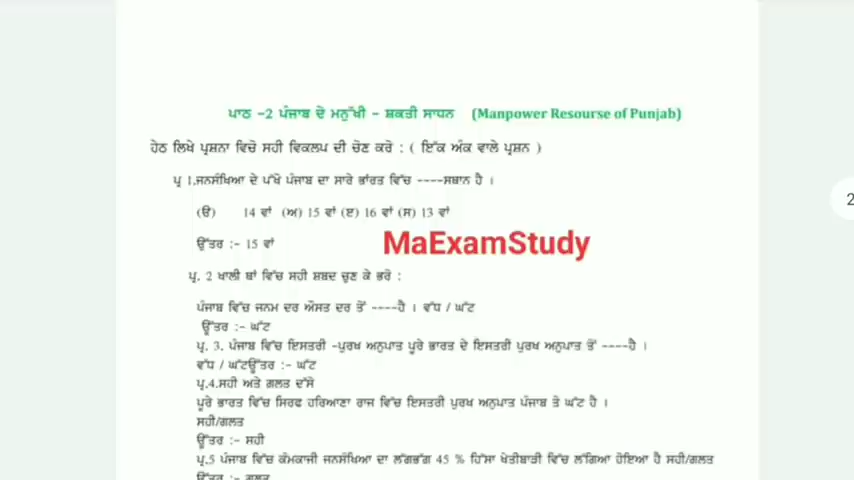 ਪਾਠ -2 ਪੰਜਾਬ ਦੇ ਮਨੁੱਖੀ - ਸ਼ਕਤੀ ਸਾਧਨ (Manpower Resourse of Punjab)
ਹੇਠ ਲਿਖੇ ਪ੍ਰਸ਼ਨਾ ਵਿਚੋ ਸਹੀ ਵਿਕਲਪ ਦੀ ਚੋਣ ਕਰੋ : ( ਇੱਕ ਅੰਕ ਵਾਲੇ ਪ੍ਰਸ਼ਨ )
ਪ੍ਰ 1.ਜਨਸੰਖਿਆ ਦੇ ਪੱਖੋ ਪੰਜਾਬ ਦਾ ਸਾਰੇ ਭਾਂਰਤ ਵਿੱਚ ----ਸਥਾਨ ਹੈ ।
(ੳ) 14 ਵਾਂ (ਅ) 15 ਵਾਂ (ੲ) 16 ਵਾਂ (ਸ) 13 ਵਾਂ
ਉੱਤਰ :- 15 ਵਾਂ
MaExamStudy
ਪ੍ਰ. 2 ਖਾਲੀ ਥਾਂ ਵਿੱਚ ਸਹੀ ਸ਼ਬਦ ਚੁਣ ਕੇ ਭਰੋ :
ਪੰਜਾਬ ਵਿੱਚ ਜਨਮ ਦਰ ਔਸਤ ਦਰ ਤੋਂ ----ਹੈ । ਵੱਧ / ਘੱਟ
ਉੱਤਰ :- ਘੱਟ
ਪ੍ਰ. 3. ਪੰਜਾਬ ਵਿੱਚ ਇਸਤਰੀ -ਪੁਰਖ ਅਨੁਪਾਤ ਪੂਰੇ ਭਾਰਤ ਦੇ ਇਸਤਰੀ ਪੁਰਖ ਅਨੁਪਾਤ ਤੋਂ ----ਹੈ ।
ਵੱਧ / ਘੱਟਉੱਤਰ :- ਘੱਟ
ਪ੍ਰ.4.ਸਹੀ ਅਤੇ ਗਲਤ ਦੱਸੋ
ਪੂਰੇ ਭਾਰਤ ਵਿੱਚ ਸਿਰਫ ਹਰਿਆਣਾ ਰਾਜ ਵਿੱਚ ਇਸਤਰੀ ਪੁਰਖ ਅਨੁਪਾਤ ਪੰਜਾਬ ਤੇ ਘੱਟ ਹੈ ।
ਸਹੀ/ਗਲਤ
ਉੱਤਰ :- ਸਹੀ
ਪ੍ਰ.5 ਪੰਜਾਬ ਵਿੱਚ ਕੰਮਕਾਜੀ ਜਨਸੰਖਿਆ ਦਾ ਲੱਗਭੱਗ 45 % ਹਿੱਸਾ ਖੇਤੀਬਾੜੀ ਵਿੱਚ ਲੱਗਿਆ ਹੋਇਆ ਹੈ ਸਹੀ/ਗਲਤ
ਉੱਤਰ :- ਗਲਤ
2